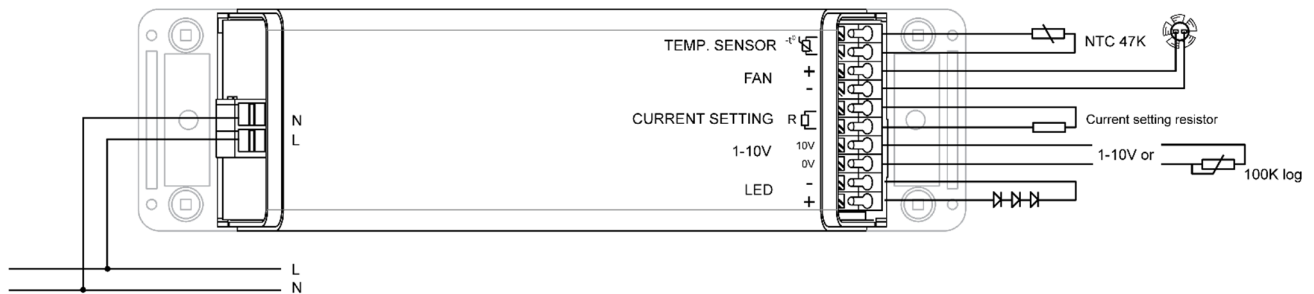 TEMP. SENSOR -t° NTC 47K
FAN + -
N
L
CURRENT SETTING R Current setting resistor
1-10V 10V 0V 1-10V or 100K log
LED - +
L
N